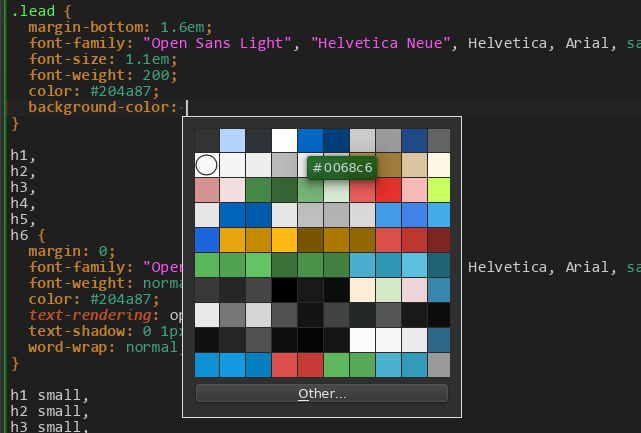 .lead {
margin-bottom: 1.6em;
font-family: "Open Sans Light", "Helvetica Neue", Helvetica, Arial, sa
font-size: 1.1em;
font-weight: 200;
color: #204a87;
background-color:
}
h1,
h2,
h3,
h4,
h5,
h6 {
margin: 0;
font-family: "Ope Helvetica, Arial, sa
font-weight: norma
color: #204a87;
text-rendering: op
text-shadow: 0 1px
word-wrap: normal;
}
h1 small,
h2 small,
h3 small,
#0068c6
Other...